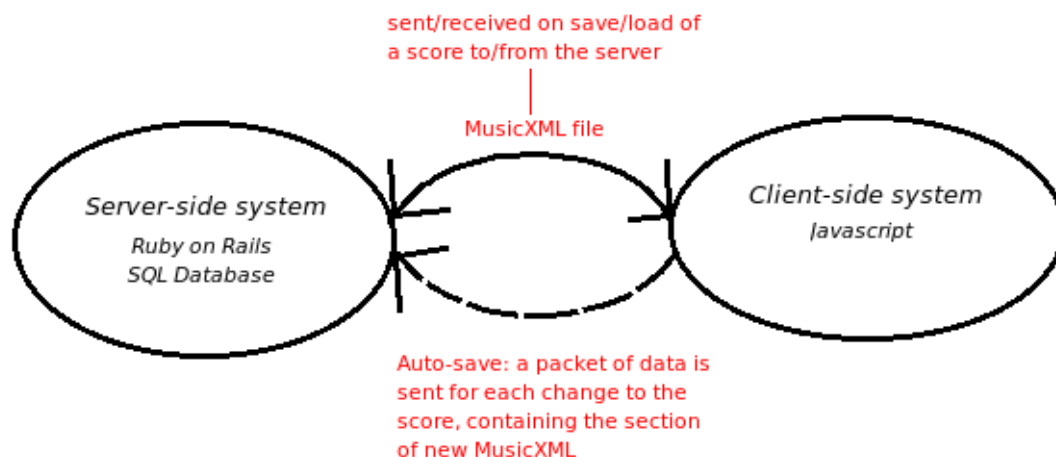 sent/received on save/load of
a score to/from the server
MusicXML file
Server-side system
Ruby on Rails
SQL Database
Client-side system
Javascript
Auto-save: a packet of data is
sent for each change to the
score, containing the section
of new MusicXML